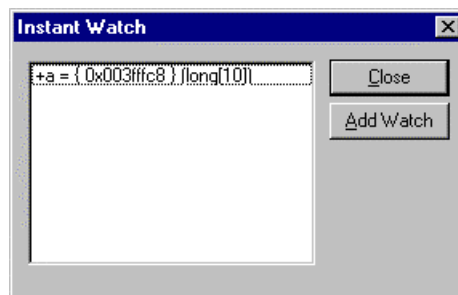 Instant Watch
+a = { 0x003fffc8 } [long[10]]
Close
Add Watch